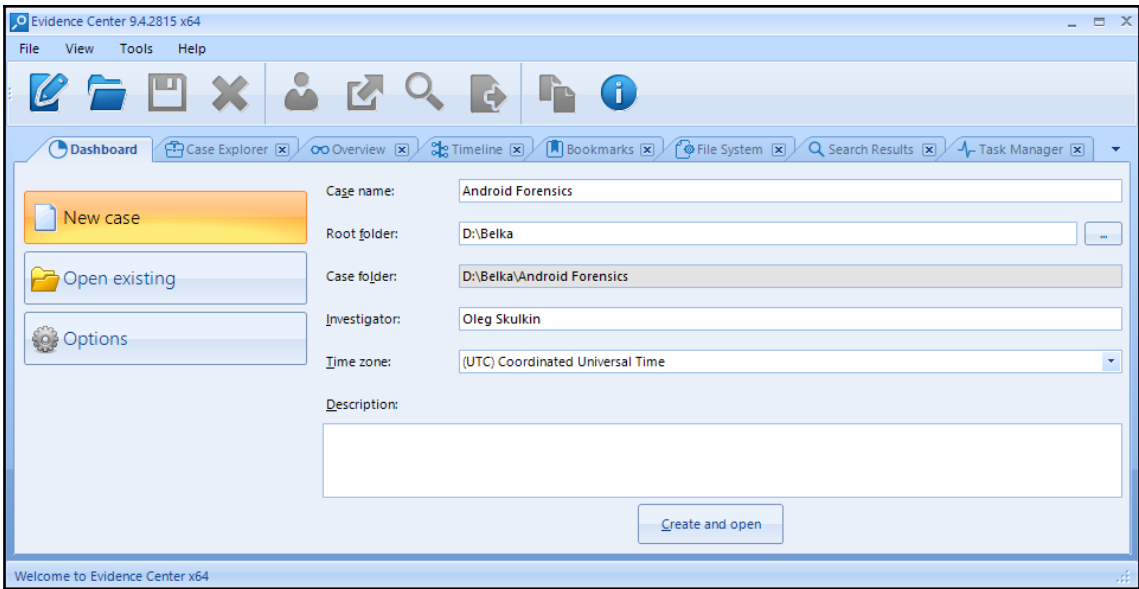 Evidence Center 9.4.2815 x64
File View Tools Help
Dashboard Case Explorer Overview Timeline Bookmarks File System Search Results Task Manager
New case
Open existing
Options
Case name: Android Forensics
Root folder: D:\Belka ...
Case folder: D:\Belka\Android Forensics
Investigator: Oleg Skulkin
Time zone: (UTC) Coordinated Universal Time
Description:
Create and open
Welcome to Evidence Center x64